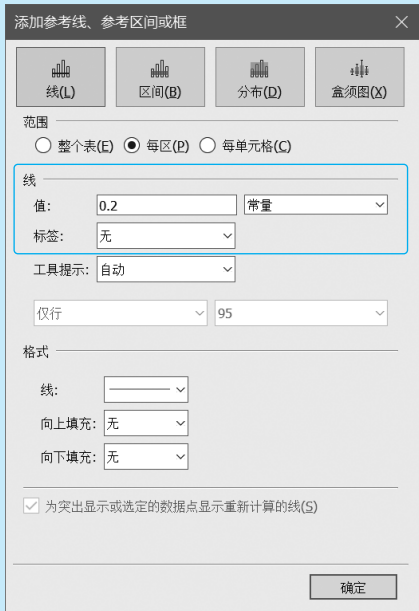 添加参考线、参考区间或框
线(L) 区间(B) 分布(D) 盒须图(X)
范围
整个表(E) 每区(P) 每单元格(C)
线
值: 0.2 常量
标签: 无
工具提示: 自动
仅行 95
格式
线:
向上填充: 无
向下填充: 无
为突出显示或选定的数据点显示重新计算的线(S)
确定